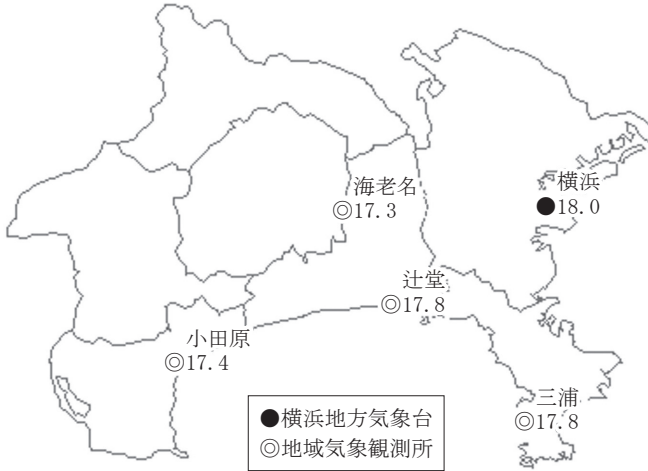 海老名
◎17.3
横浜
●18.0
辻堂
◎17.8
小田原
◎17.4
三浦
◎17.8
●横浜地方気象台
◎地域気象観測所